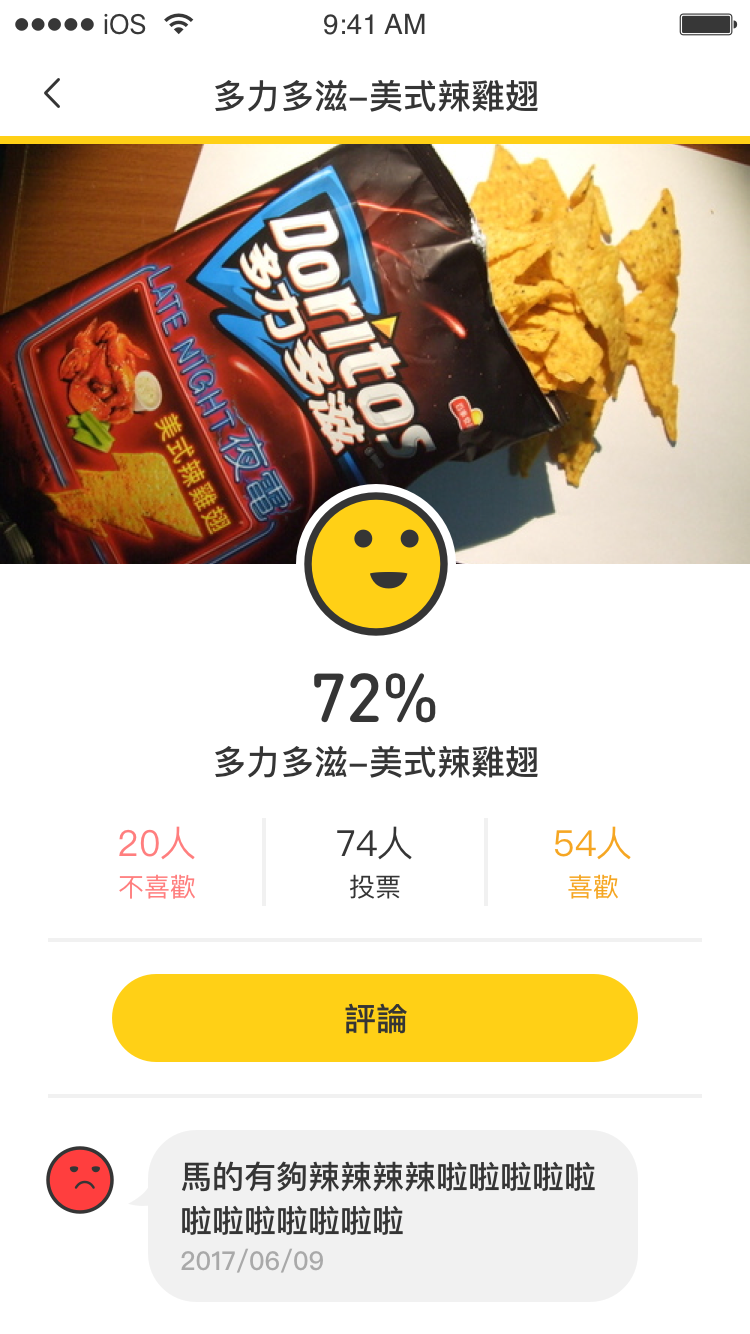 iOS
9:41 AM
多力多滋–美式辣雞翅
Doritos
多力多滋
LATE NIGHT 夜電
美式辣雞翅
72%
多力多滋–美式辣雞翅
20人
不喜歡
74人
投票
54人
喜歡
評論
馬的有夠辣辣辣辣啦啦啦啦啦
啦啦啦啦啦啦啦
2017/06/09